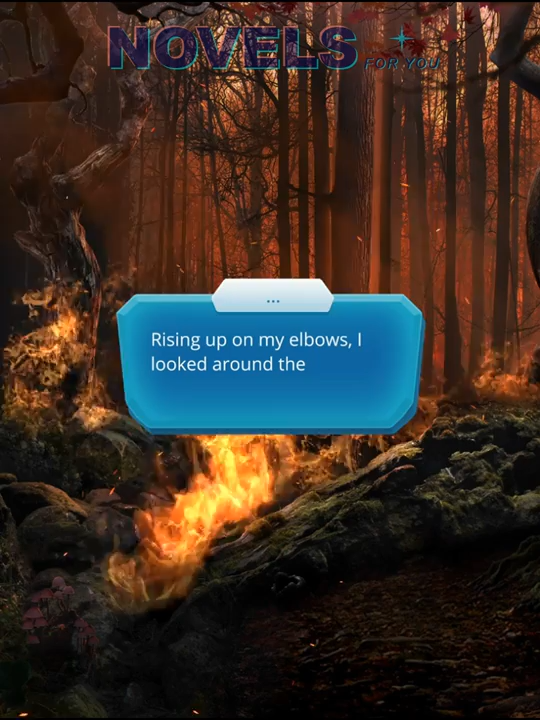 NOVELS
FOR YOU
...
Rising up on my elbows, I
looked around the